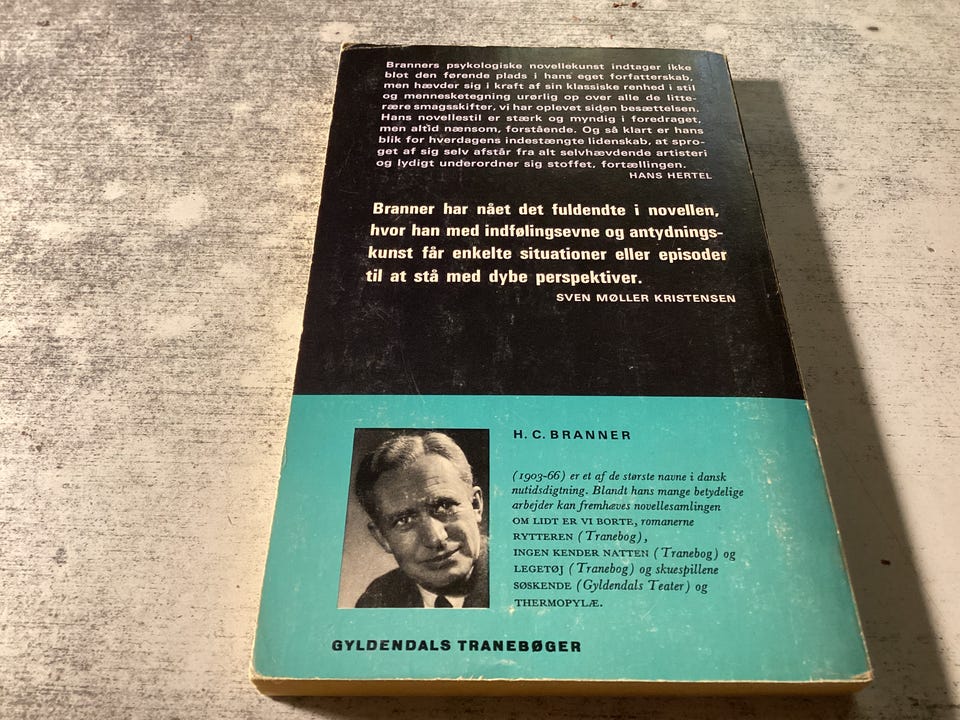 Branners psykologiske novellekunst indtager ikke
blot den førende plads i hans eget forfatterskab,
men hævder sig i kraft af sin klassiske renhed i stil
og mennesketegning urørlig op over alle de litte-
rære smagsskifter, vi har oplevet siden besættelsen.
Hans novellestil er stærk og myndig i foredraget,
men altid nænsom, forstående. Og så klart er hans
blik for hverdagens indestængte lidenskab, at spro-
get af sig selv afstår fra alt selvhævdende artisteri
og lydigt underordner sig stoffet, fortællingen.
HANS HERTEL
Branner har nået det fuldendte i novellen,
hvor han med indfølingsevne og antydnings-
kunst får enkelte situationer eller episoder
til at stå med dybe perspektiver.
SVEN MØLLER KRISTENSEN
H. C. BRANNER
(1903-66) er et af de største navne i dansk
nutidsdigtning. Blandt hans mange betydelige
arbejder kan fremhæves novellesamlingen
OM LIDT ER VI BORTE, romanerne
RYTTEREN (Tranebog),
INGEN KENDER NATTEN (Tranebog) og
LEGETØJ (Tranebog) og skuespillene
SØSKENDE (Gyldendals Teater) og
THERMOPYLÆ.
GYLDENDALS TRANEBØGER